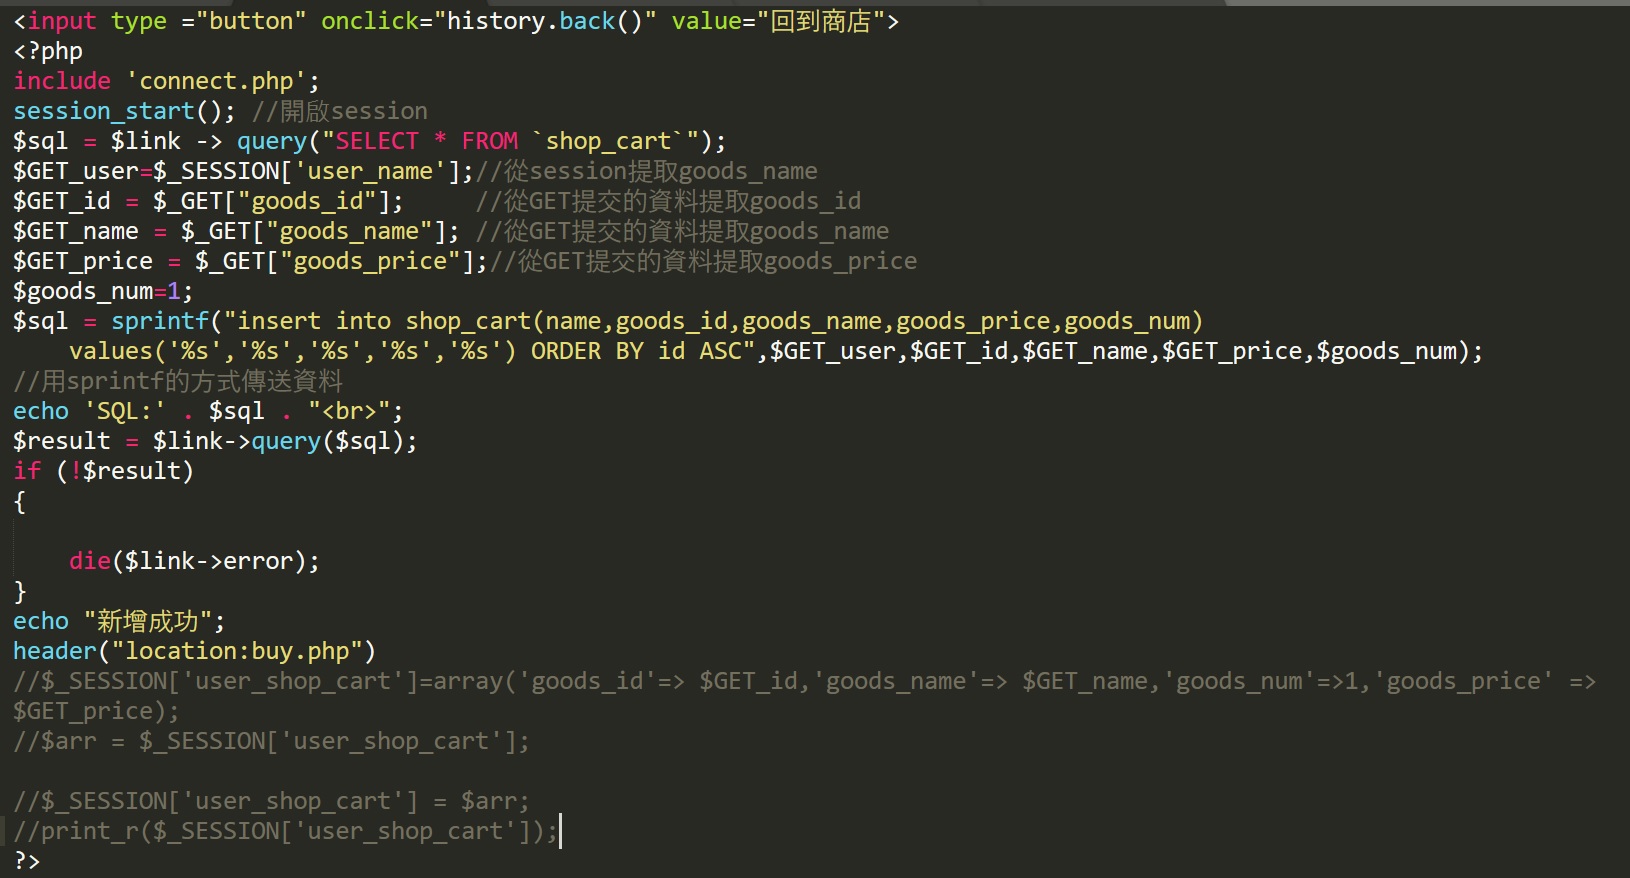 <input type ="button" onclick="history.back()" value="回到商店">
<?php
include 'connect.php';
session_start(); //開啟session
$sql = $link -> query("SELECT * FROM `shop_cart`");
$GET_user=$_SESSION['user_name'];//從session提取goods_name
$GET_id = $_GET["goods_id"];     //從GET提交的資料提取goods_id
$GET_name = $_GET["goods_name"]; //從GET提交的資料提取goods_name
$GET_price = $_GET["goods_price"];//從GET提交的資料提取goods_price
$goods_num=1;
$sql = sprintf("insert into shop_cart(name,goods_id,goods_name,goods_price,goods_num)
    values('%s','%s','%s','%s','%s') ORDER BY id ASC",$GET_user,$GET_id,$GET_name,$GET_price,$goods_num);
//用sprintf的方式傳送資料
echo 'SQL:' . $sql . "<br>";
$result = $link->query($sql);
if (!$result)
{
    die($link->error);
}
echo "新增成功";
header("location:buy.php")
//$_SESSION['user_shop_cart']=array('goods_id'=> $GET_id,'goods_name'=> $GET_name,'goods_num'=>1,'goods_price' =>
$GET_price);
//$arr = $_SESSION['user_shop_cart'];
//$_SESSION['user_shop_cart'] = $arr;
//print_r($_SESSION['user_shop_cart']);
?>